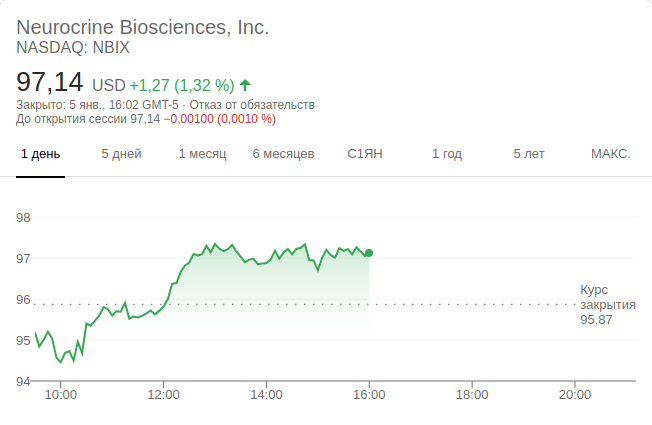 Neurocrine Biosciences, Inc.
NASDAQ: NBIX
97,14 USD +1,27 (1,32 %)
Закрыто: 5 янв., 16:02 GMT-5 · Отказ от обязательств
До открытия сессии 97,14 −0,00100 (0,0010 %)
1 день 5 дней 1 месяц 6 месяцев С1ЯН 1 год 5 лет МАКС.
98
97
96
95
94
Курс
закрытия
95,87
10:00 12:00 14:00 16:00 18:00 20:00